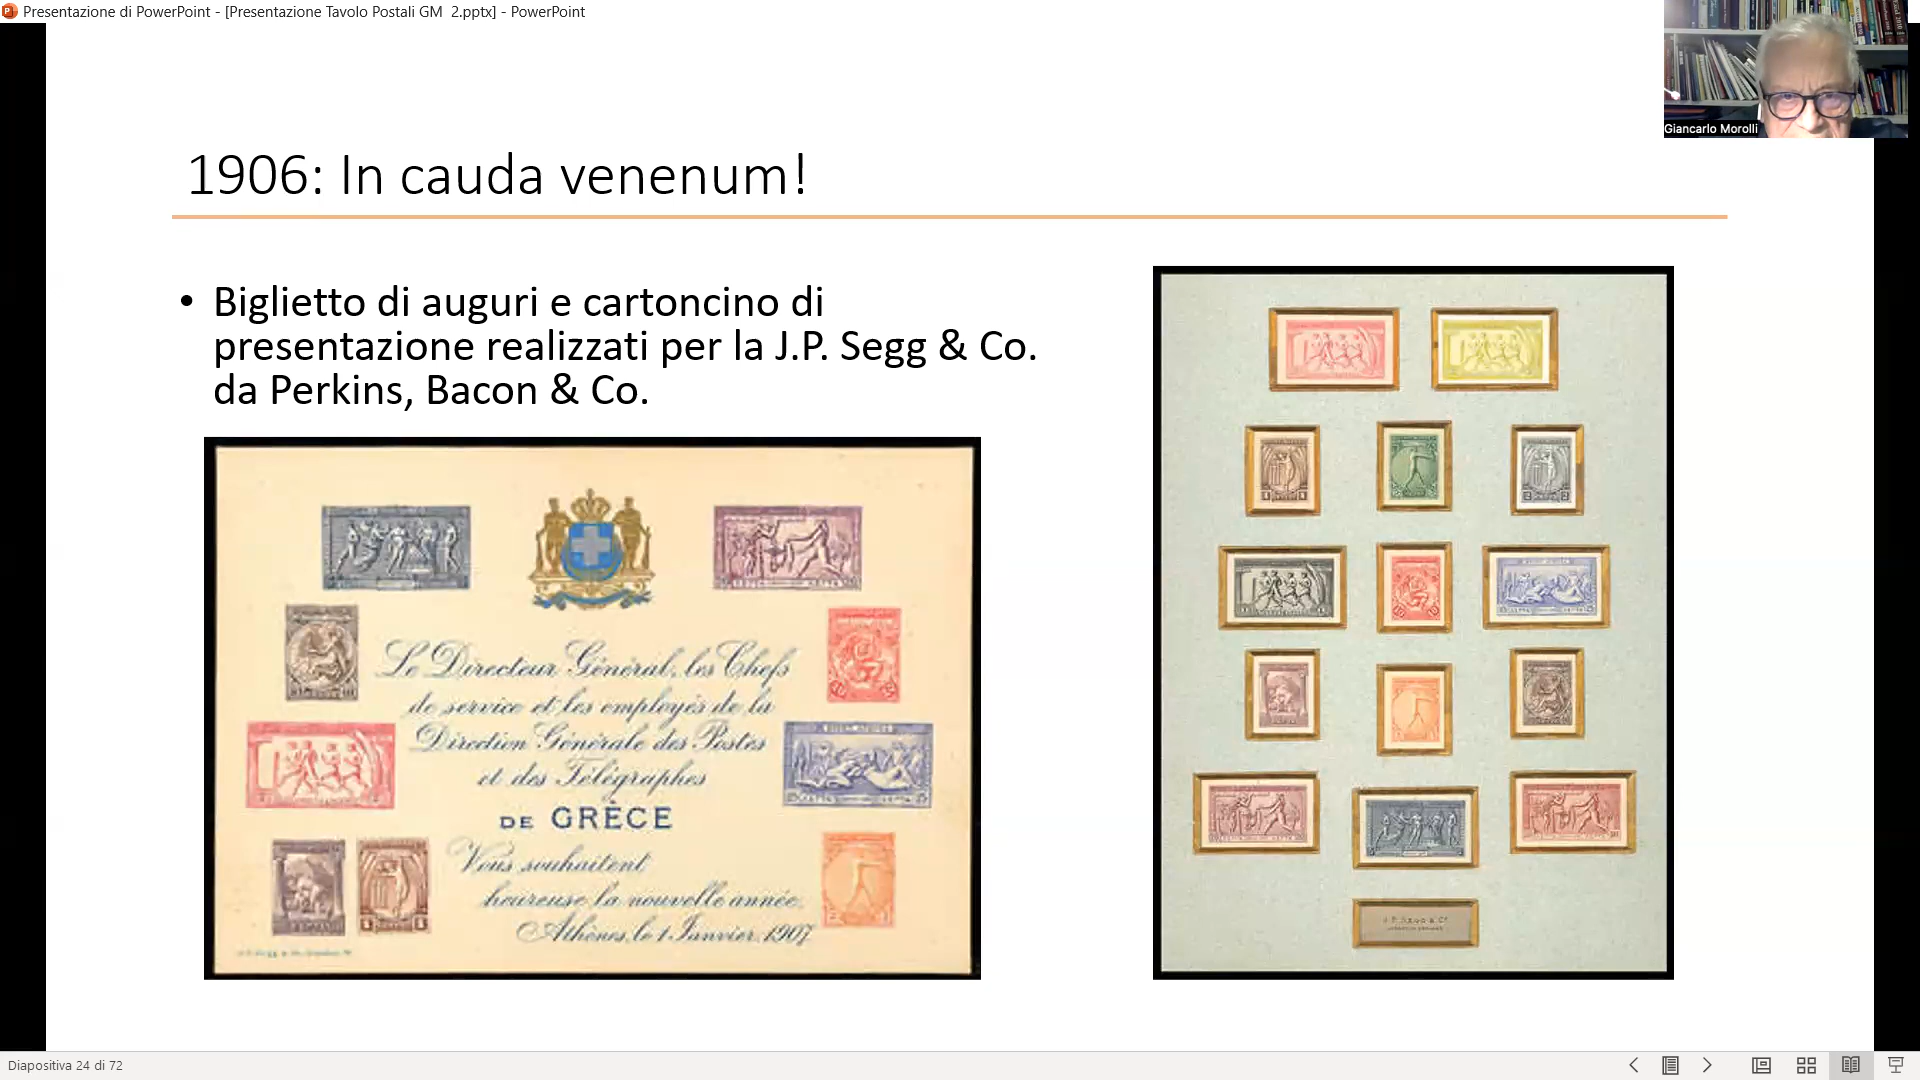 Presentazione di PowerPoint - [Presentazione Tavolo Postali GM 2.pptx] - PowerPoint
Giancarlo Morolli
1906: In cauda venenum!
• Biglietto di auguri e cartoncino di
presentazione realizzati per la J.P. Segg & Co.
da Perkins, Bacon & Co.
Le Directeur Général, les Chefs
de service et les employés de la
Direction Générale des Postes
et des Télégraphes
DE GRÈCE
Vous souhaitent
heureuse la nouvelle année.
Athènes, le 1 Janvier, 1907
J.P. Segg & Co.
Diapositiva 24 di 72